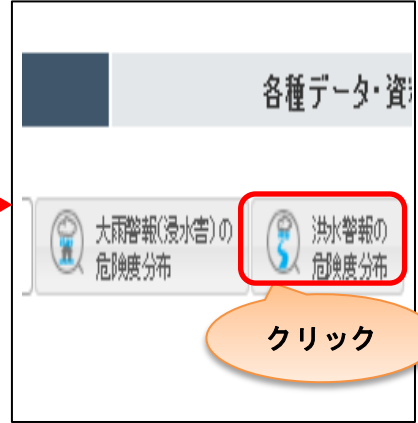 各種データ・資
大雨警報(浸水害)の
危険度分布
洪水警報の
危険度分布
クリック